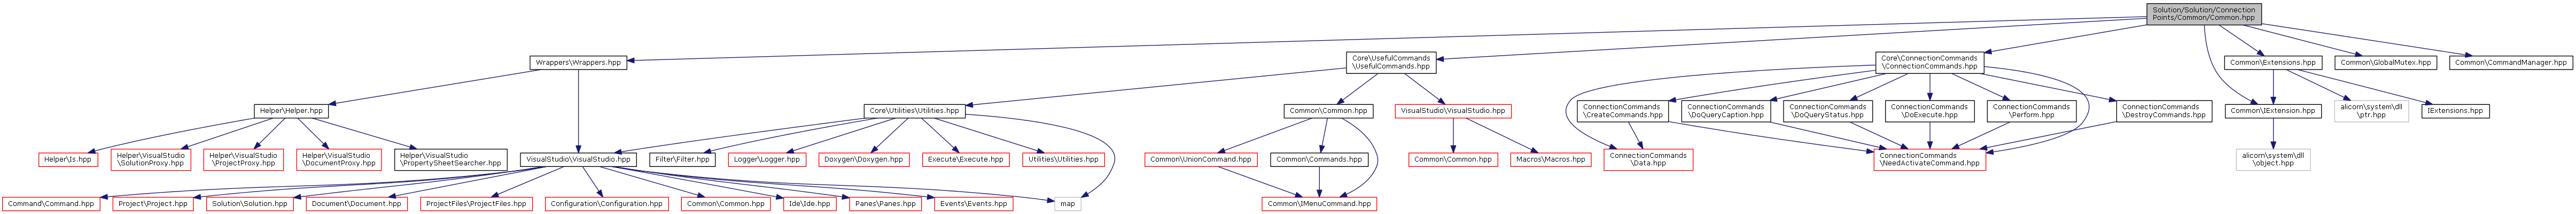 Solution/Solution/Connection
Points/Common/Common.hpp
Wrappers\Wrappers.hpp
Core\UsefulCommands
\UsefulCommands.hpp
Core\ConnectionCommands
\ConnectionCommands.hpp
Common\Extensions.hpp
Common\GlobalMutex.hpp
Common\CommandManager.hpp
Helper\Helper.hpp
Core\Utilities\Utilities.hpp
Common\Common.hpp
VisualStudio\VisualStudio.hpp
ConnectionCommands
\CreateCommands.hpp
ConnectionCommands
\DoQueryCaption.hpp
ConnectionCommands
\DoQueryStatus.hpp
ConnectionCommands
\DoExecute.hpp
ConnectionCommands
\Perform.hpp
ConnectionCommands
\DestroyCommands.hpp
Common\IExtension.hpp
alicorn\system\dll
\ptr.hpp
IExtensions.hpp
Helper\Is.hpp
Helper\VisualStudio
\SolutionProxy.hpp
Helper\VisualStudio
\ProjectProxy.hpp
Helper\VisualStudio
\DocumentProxy.hpp
Helper\VisualStudio
\PropertySheetSearcher.hpp
VisualStudio\VisualStudio.hpp
Filter\Filter.hpp
Logger\Logger.hpp
Doxygen\Doxygen.hpp
Execute\Execute.hpp
Utilities\Utilities.hpp
Common\UnionCommand.hpp
Common\Commands.hpp
Common\Common.hpp
Macros\Macros.hpp
ConnectionCommands
\Data.hpp
ConnectionCommands
\NeedActivateCommand.hpp
alicorn\system\dll
\object.hpp
Command\Command.hpp
Project\Project.hpp
Solution\Solution.hpp
Document\Document.hpp
ProjectFiles\ProjectFiles.hpp
Configuration\Configuration.hpp
Common\Common.hpp
Ide\Ide.hpp
Panes\Panes.hpp
Events\Events.hpp
map
Common\IMenuCommand.hpp